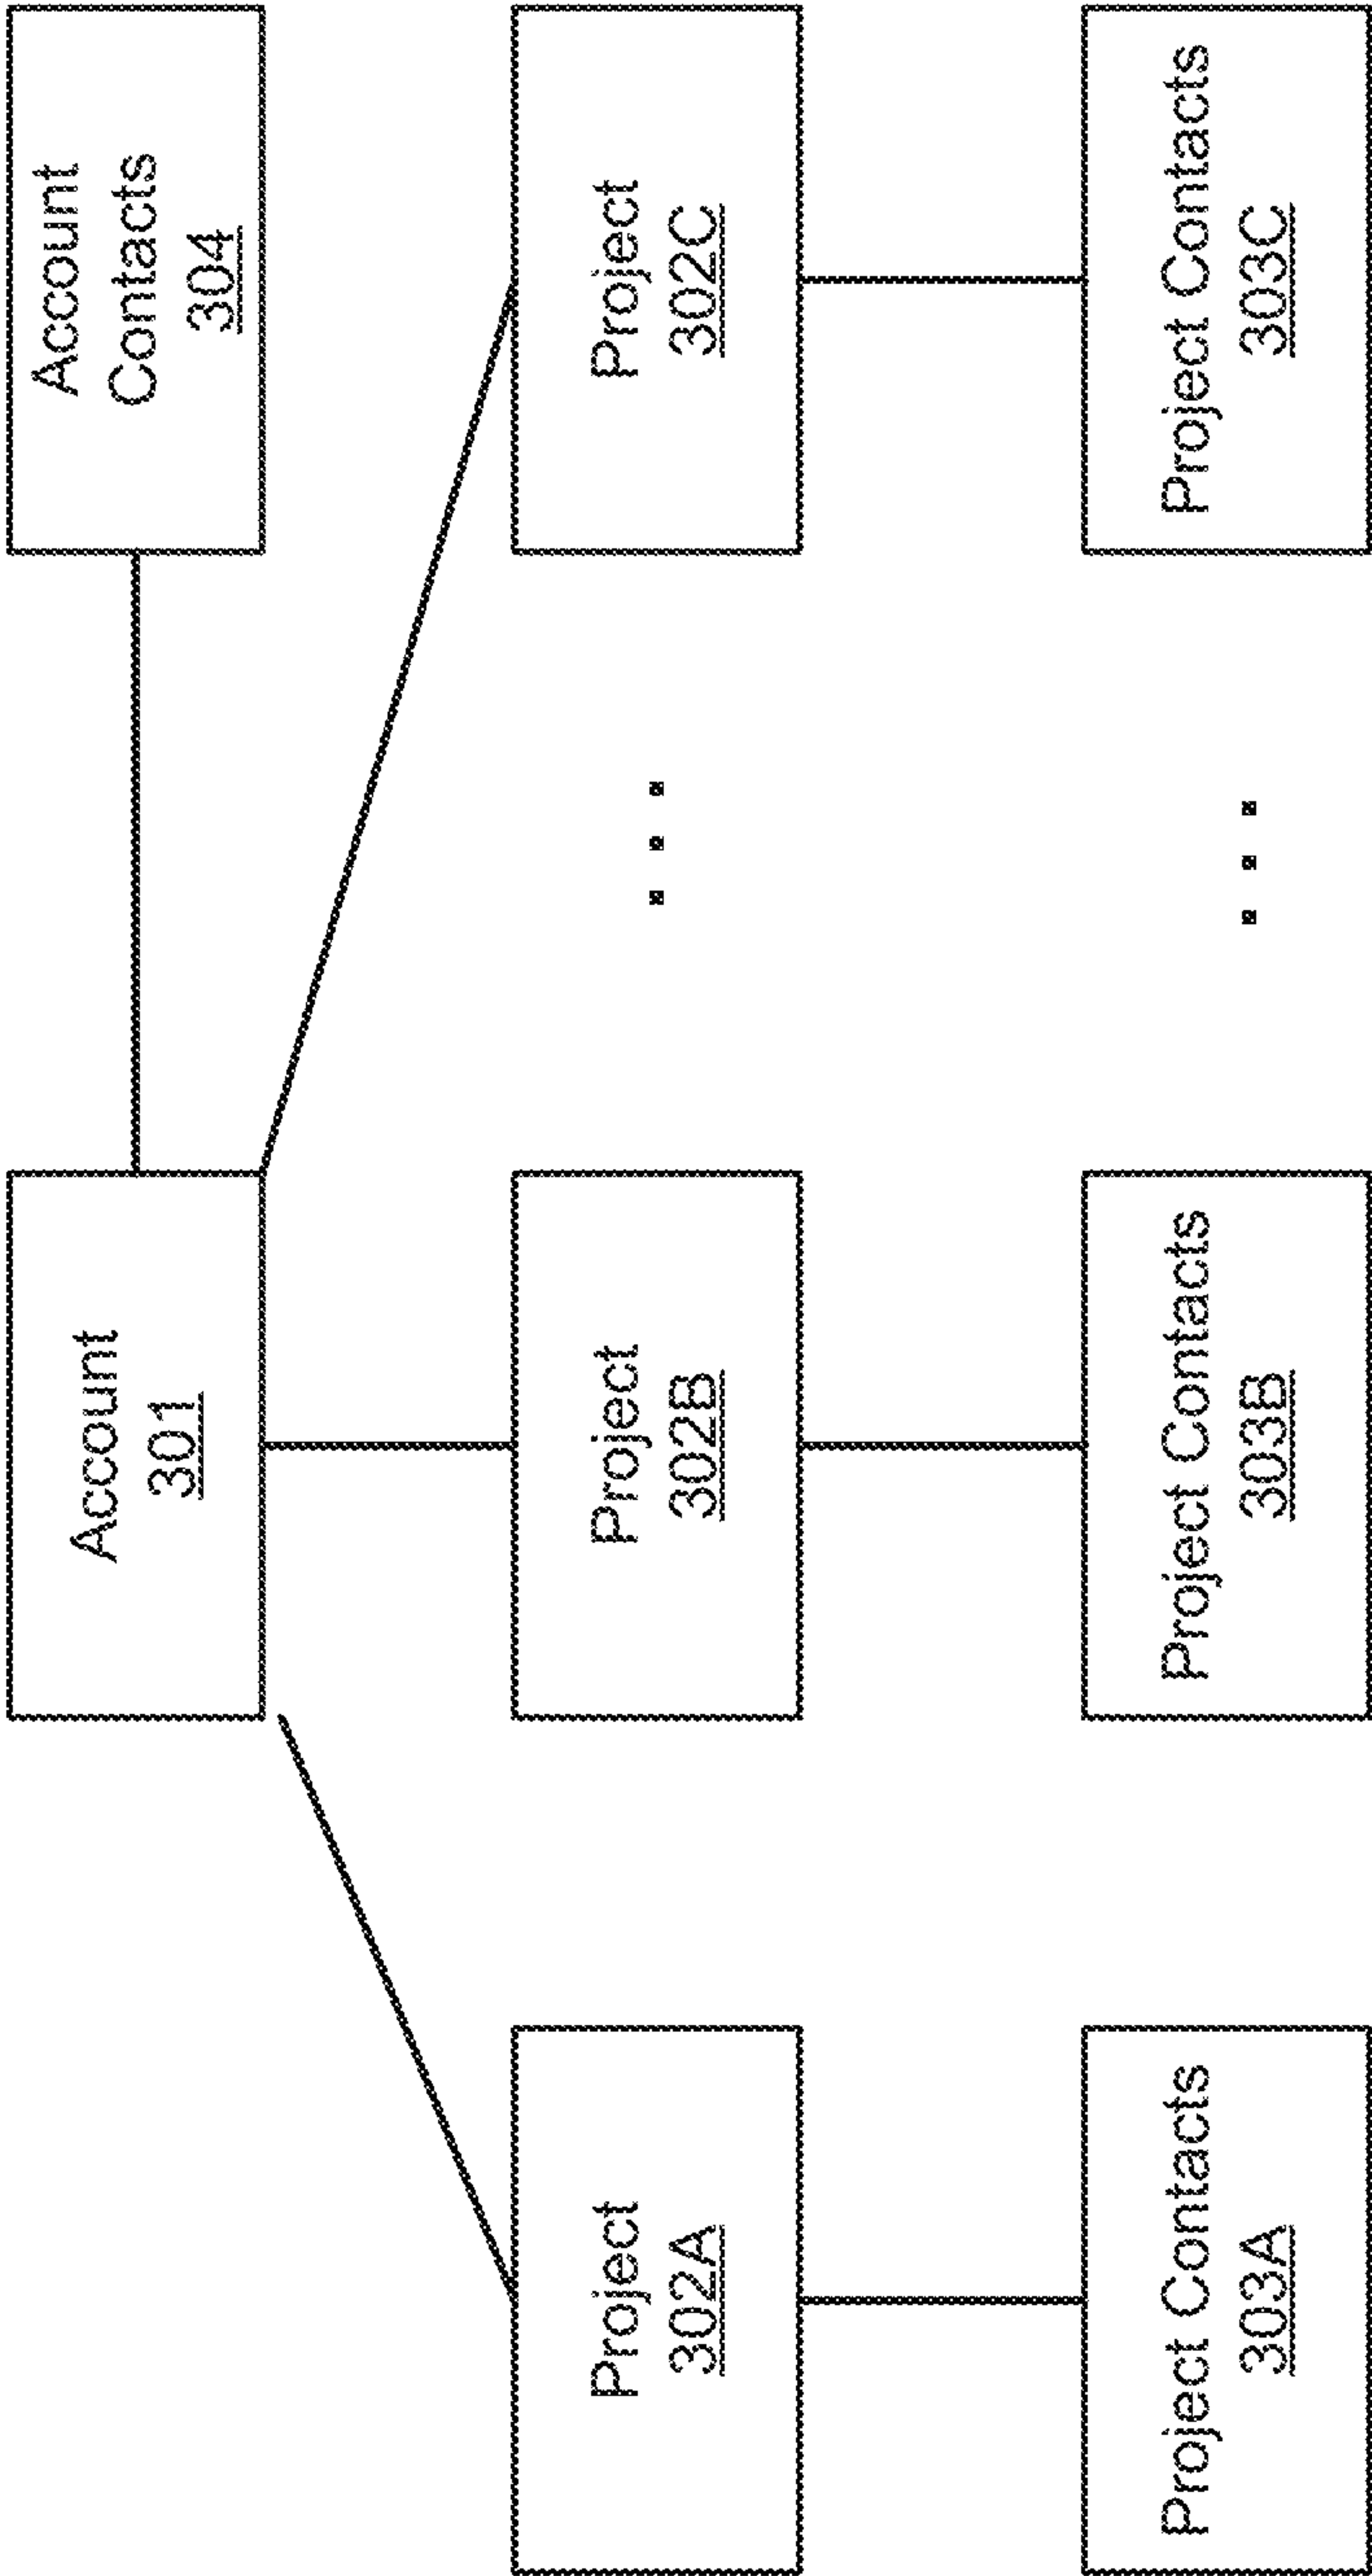 Account
301
Account
Contacts
304
Project
302A
Project
302B
. . .
Project
302C
Project Contacts
303A
Project Contacts
303B
. . .
Project Contacts
303C